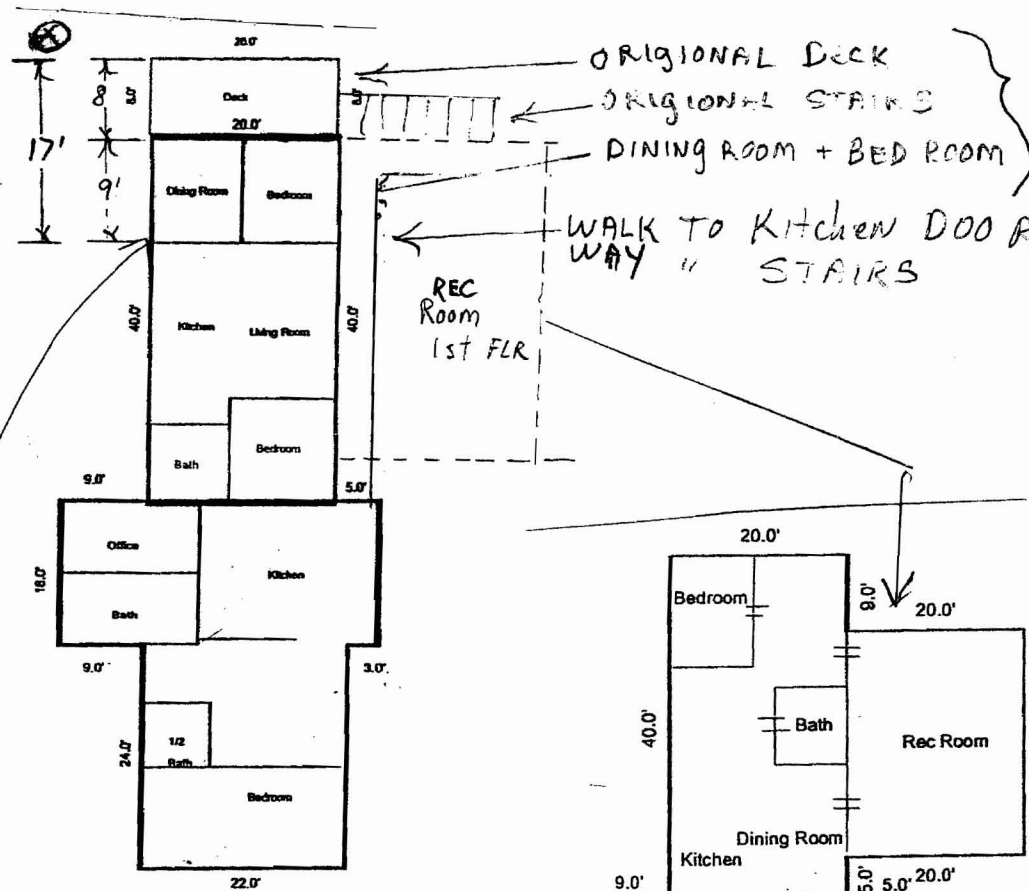 20.0'
ORIGIONAL DECK
8
8.0'
Deck
8.0'
ORIGIONAL STAIRS
20.0'
17'
DINING ROOM + BED ROOM
9'
Dining Room
Bedroom
WALK TO KitcheN DOOR
WAY " STAIRS
REC
Room
1st FLR
40.0'
Kitchen
Living Room
40.0'
Bath
Bedroom
9.0'
5.0'
Office
Kitchen
18.0'
Bath
9.0'
3.0'
1/2
Bath
24.0'
Bedroom
22.0'
20.0'
Bedroom
9.0'
20.0'
40.0'
Bath
Rec Room
Dining Room
Kitchen
9.0'
5.0'
5.0'
20.0'